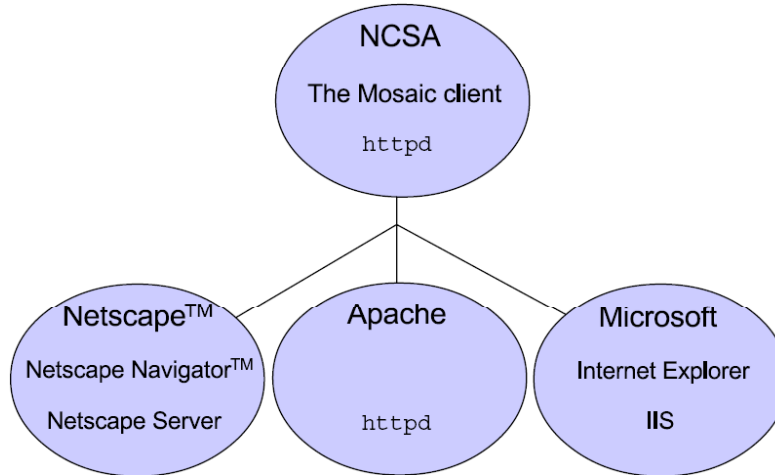 NCSA
The Mosaic client
httpd
Netscape™
Netscape Navigator™
Netscape Server
Apache
httpd
Microsoft
Internet Explorer
IIS